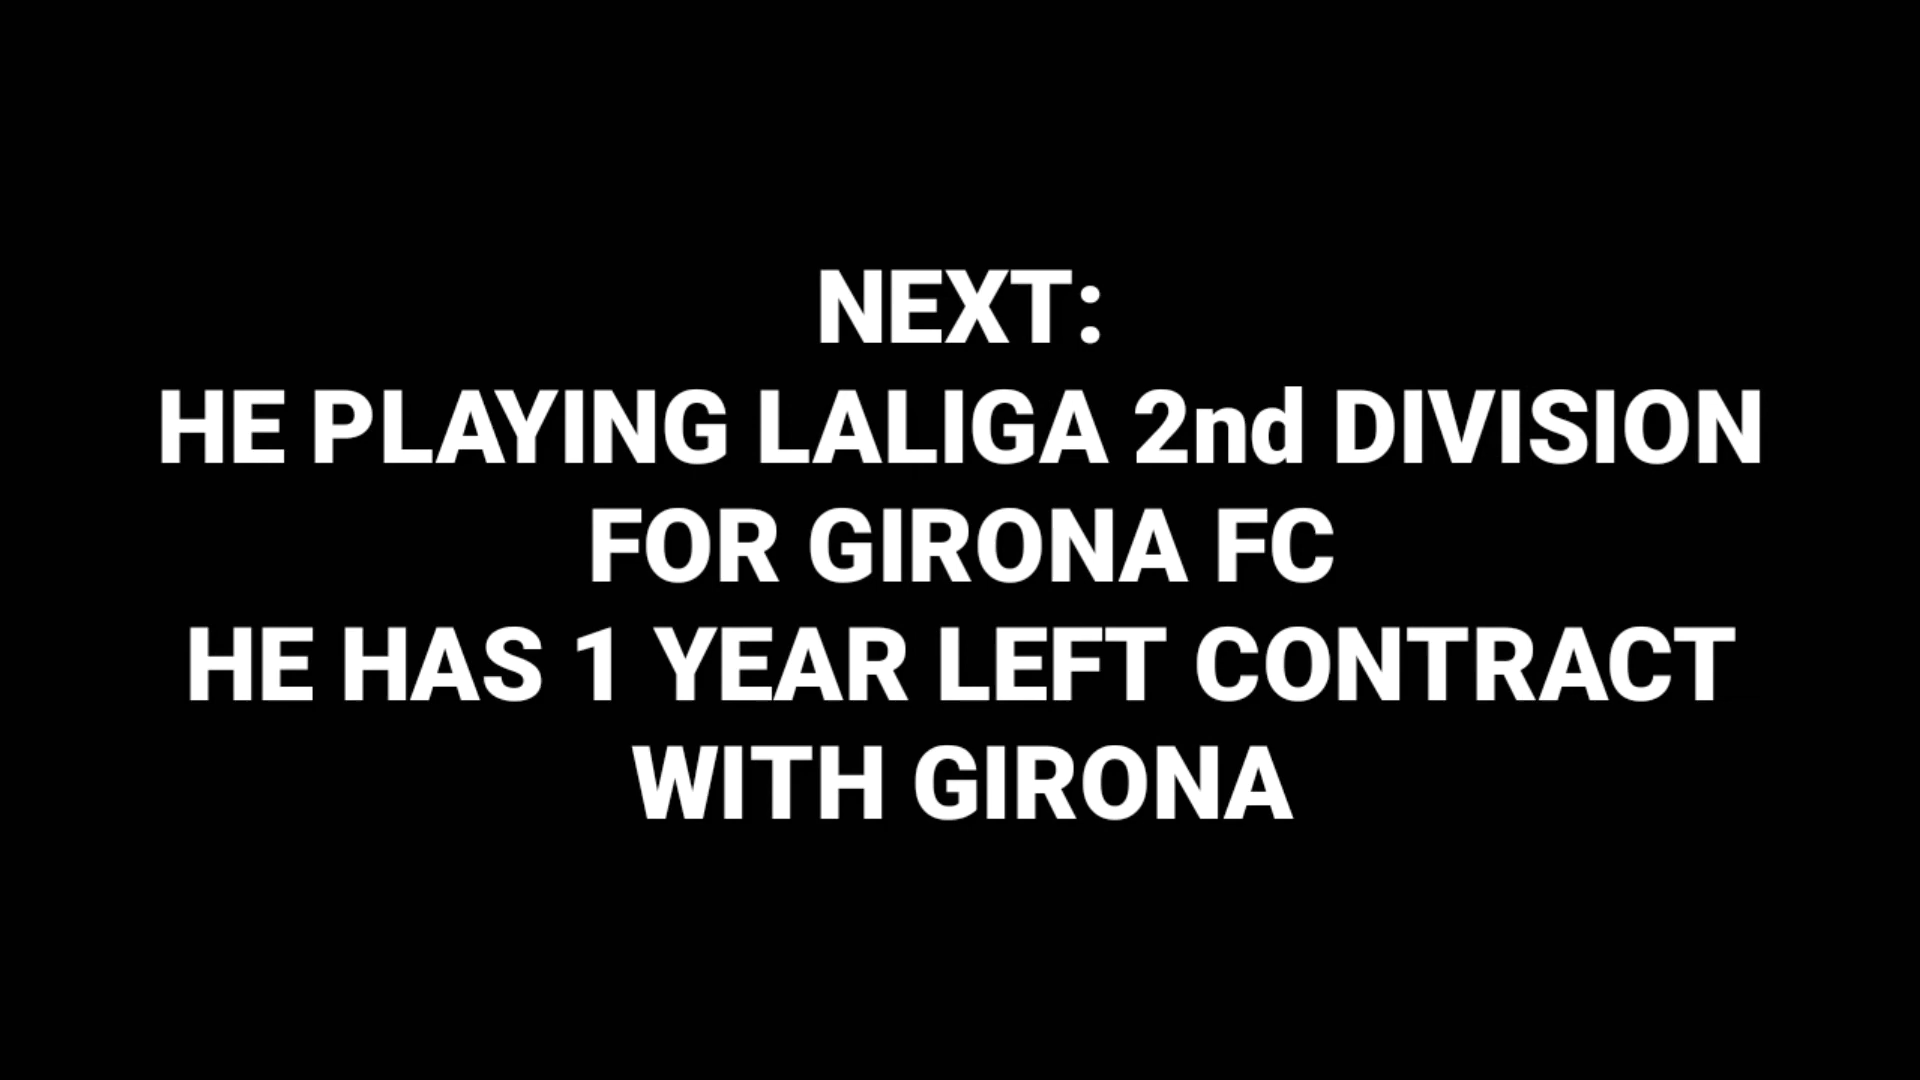 NEXT:
HE PLAYING LALIGA 2nd DIVISION
FOR GIRONA FC
HE HAS 1 YEAR LEFT CONTRACT
WITH GIRONA